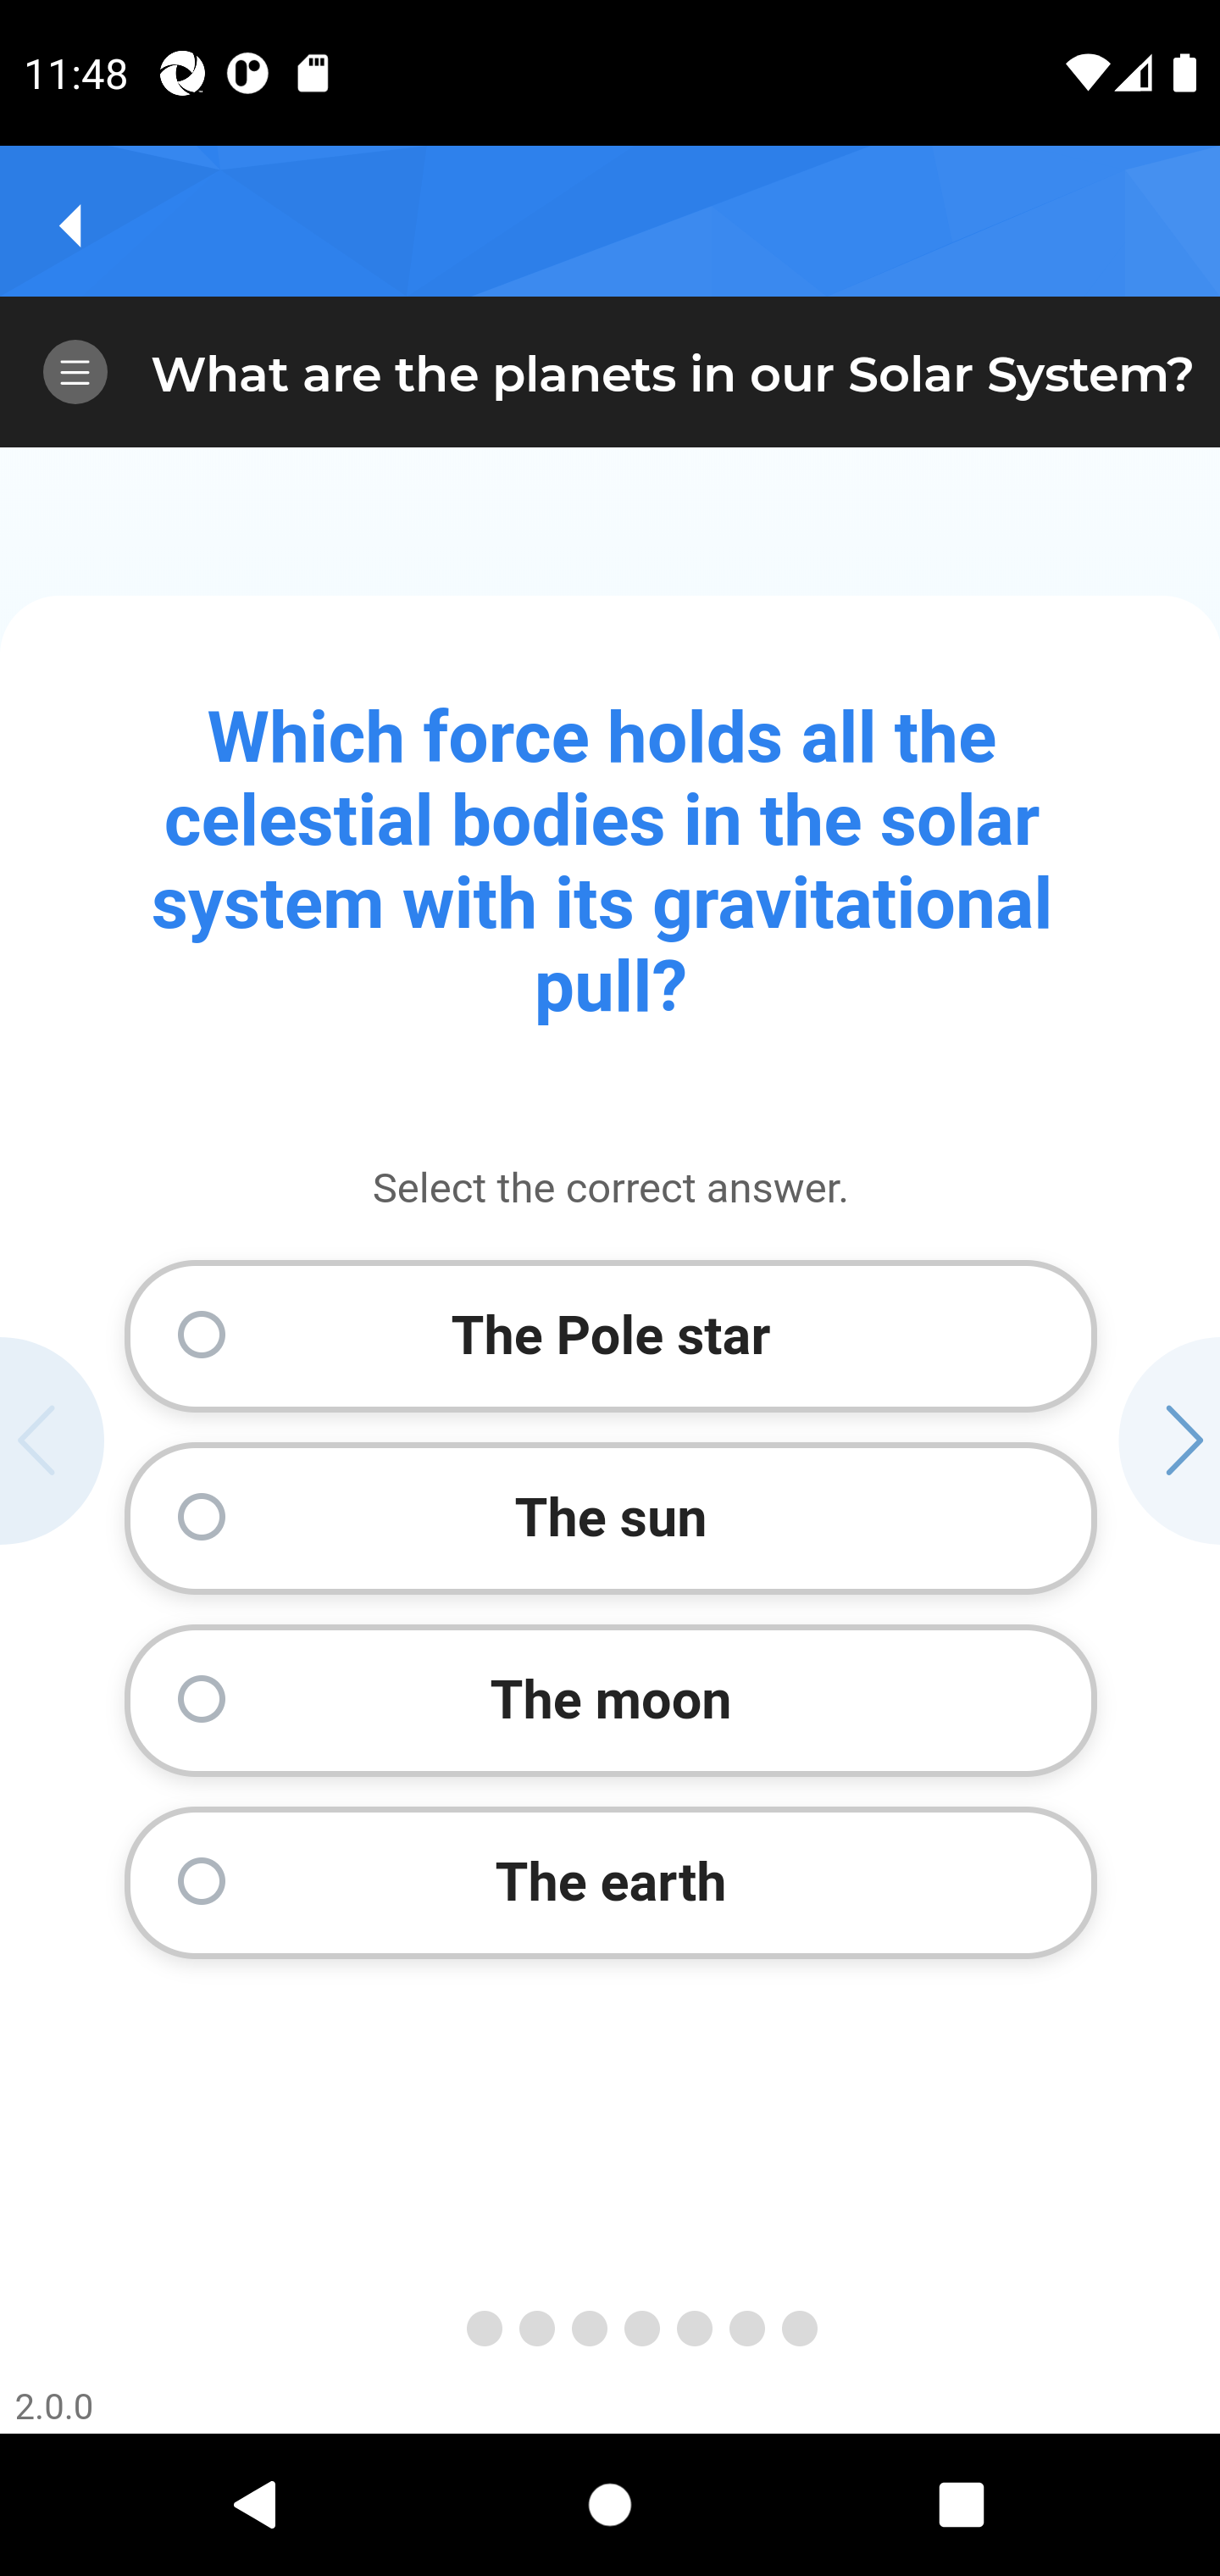 11:48
What are the planets in our Solar System?
Which force holds all the
celestial bodies in the solar
system with its gravitational
pull?
Select the correct answer.
The Pole star
The sun
The moon
The earth
2.0.0